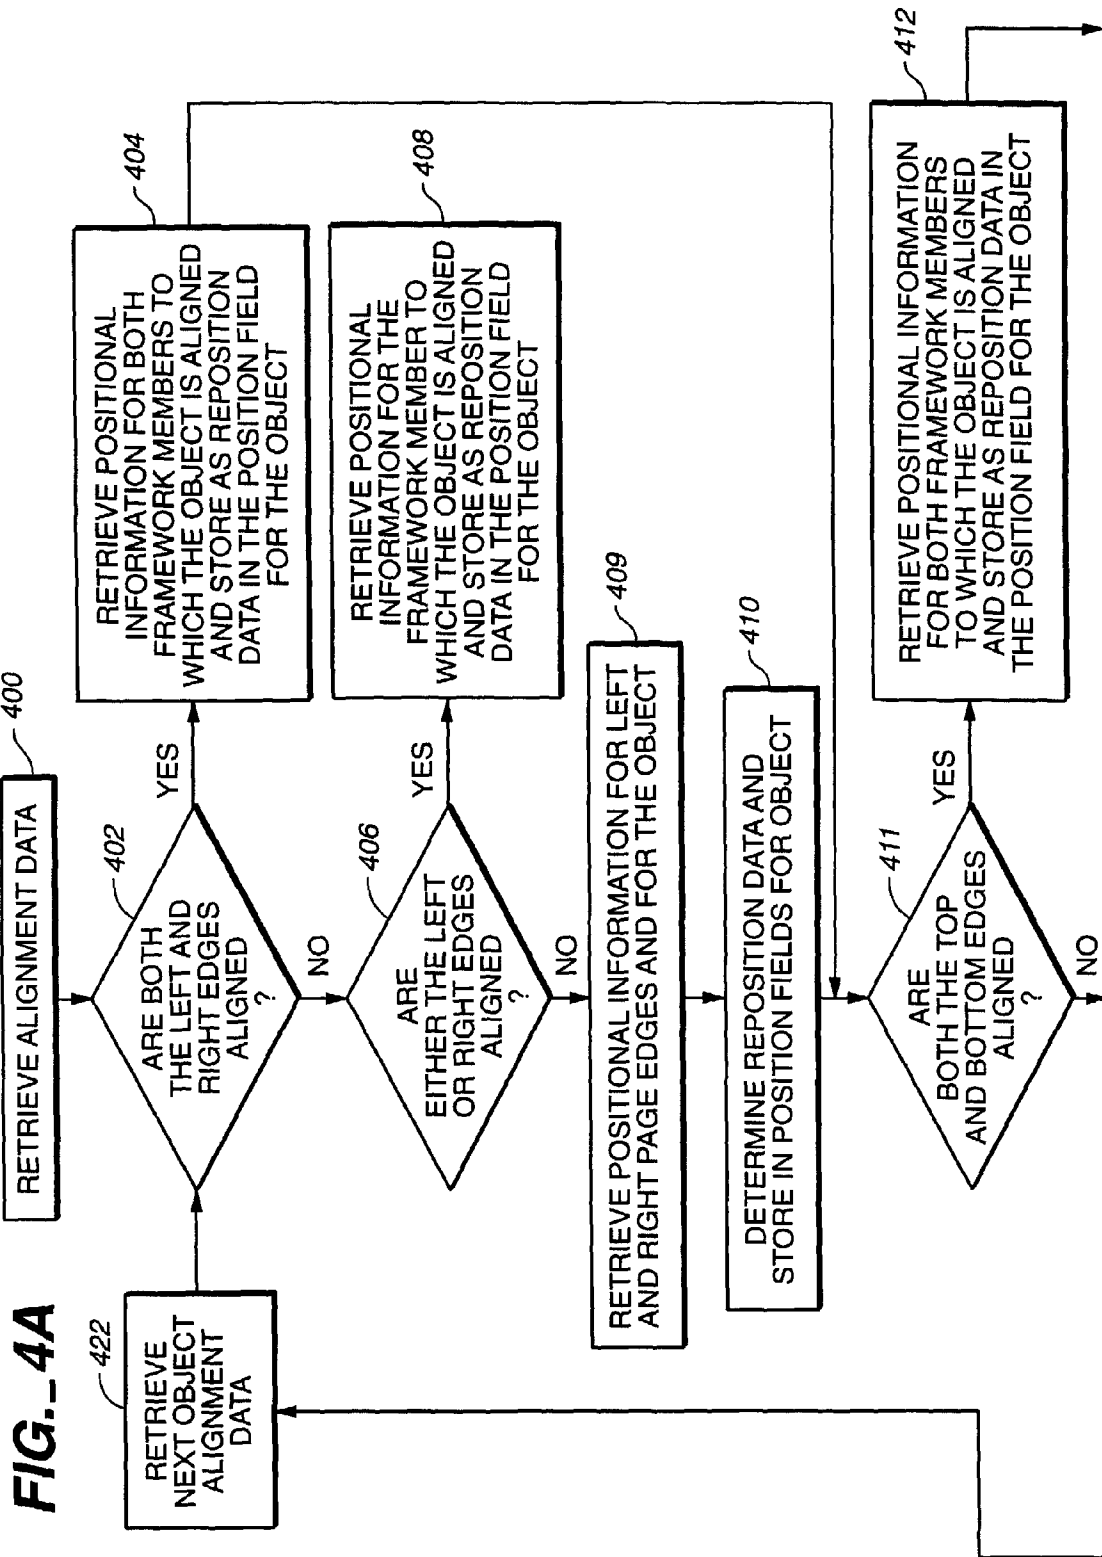 FIG._4A
RETRIEVE ALIGNMENT DATA
400
RETRIEVE
NEXT OBJECT
ALIGNMENT
DATA
422
ARE BOTH
THE LEFT AND
RIGHT EDGES
ALIGNED
?
402
YES
NO
RETRIEVE POSITIONAL
INFORMATION FOR BOTH
FRAMEWORK MEMBERS TO
WHICH THE OBJECT IS ALIGNED
AND STORE AS REPOSITION
DATA IN THE POSITION FIELD
FOR THE OBJECT
404
ARE
EITHER THE LEFT
OR RIGHT EDGES
ALIGNED
?
406
YES
NO
RETRIEVE POSITIONAL
INFORMATION FOR THE
FRAMEWORK MEMBER TO
WHICH THE OBJECT IS ALIGNED
AND STORE AS REPOSITION
DATA IN THE POSITION FIELD
FOR THE OBJECT
408
RETRIEVE POSITIONAL INFORMATION FOR LEFT
AND RIGHT PAGE EDGES AND FOR THE OBJECT
409
DETERMINE REPOSITION DATA AND
STORE IN POSITION FIELDS FOR OBJECT
410
ARE
BOTH THE TOP
AND BOTTOM EDGES
ALIGNED
?
411
YES
NO
RETRIEVE POSITIONAL INFORMATION
FOR BOTH FRAMEWORK MEMBERS
TO WHICH THE OBJECT IS ALIGNED
AND STORE AS REPOSITION DATA IN
THE POSITION FIELD FOR THE OBJECT
412